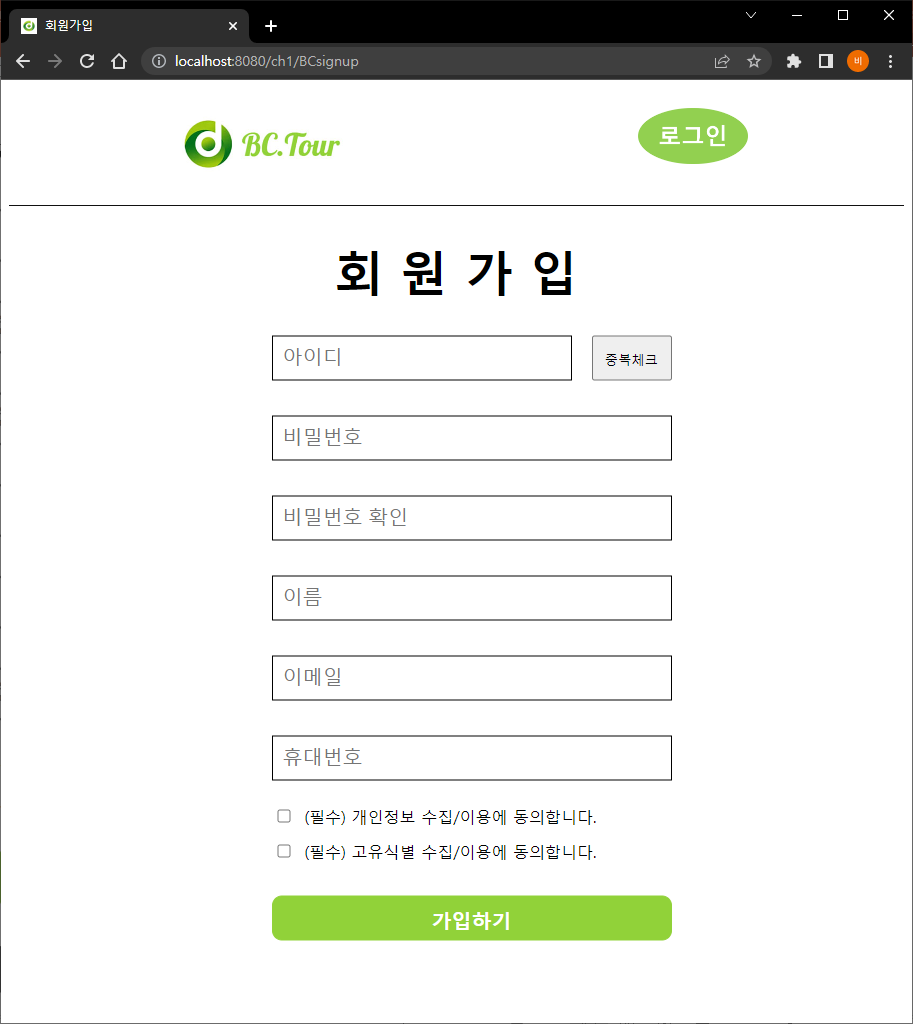 회원가입
localhost:8080/ch1/BCsignup
비
BC.Tour
로그인
회 원 가 입
아이디
중복체크
비밀번호
비밀번호 확인
이름
이메일
휴대번호
(필수) 개인정보 수집/이용에 동의합니다.
(필수) 고유식별 수집/이용에 동의합니다.
가입하기